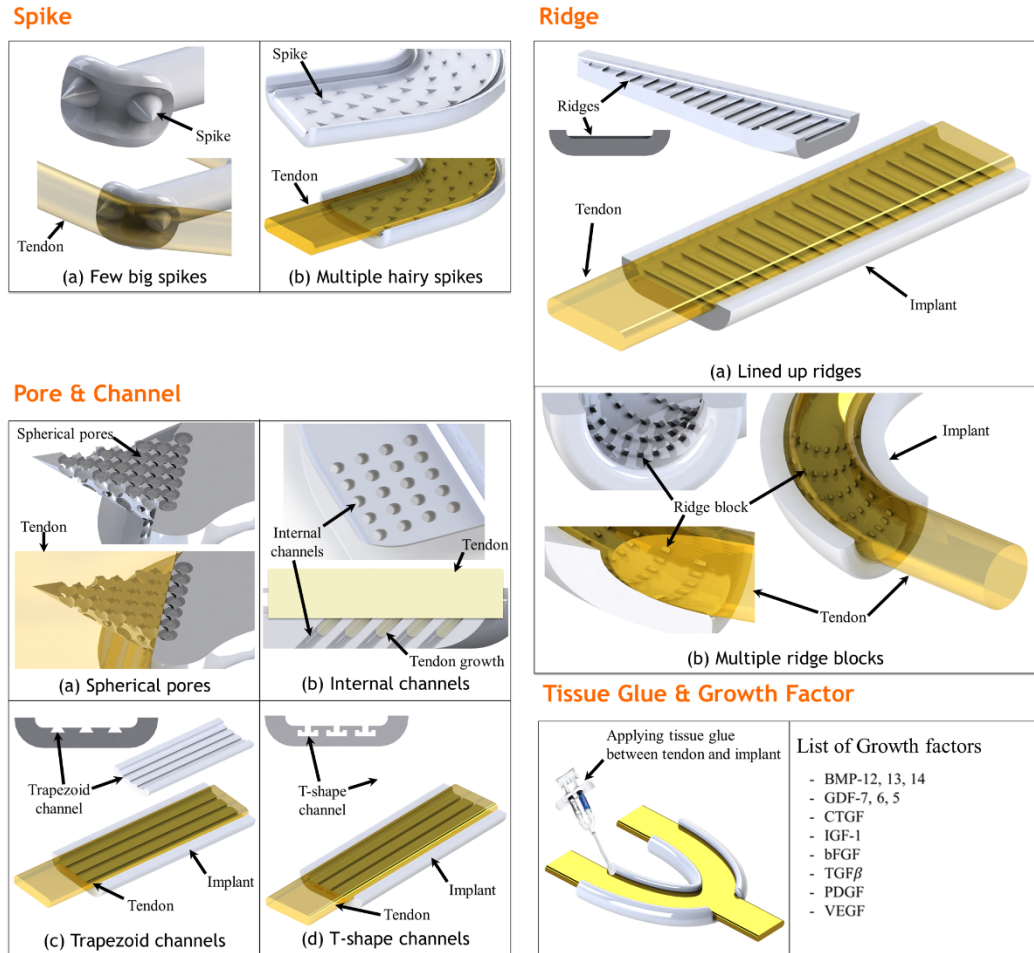 Spike
Spike
Tendon
(a) Few big spikes
Spike
Tendon
(b) Multiple hairy spikes
Ridge
Ridges
Tendon
Implant
(a) Lined up ridges
Implant
Ridge block
Tendon
(b) Multiple ridge blocks
Pore & Channel
Spherical pores
Tendon
(a) Spherical pores
Internal
channels
Tendon
Tendon growth
(b) Internal channels
Trapezoid
channel
Implant
Tendon
(c) Trapezoid channels
T-shape
channel
Implant
Tendon
(d) T-shape channels
Tissue Glue & Growth Factor
Applying tissue glue
between tendon and implant
List of Growth factors
- BMP-12, 13, 14
- GDF-7, 6, 5
- CTGF
- IGF-1
- bFGF
- TGFβ
- PDGF
- VEGF